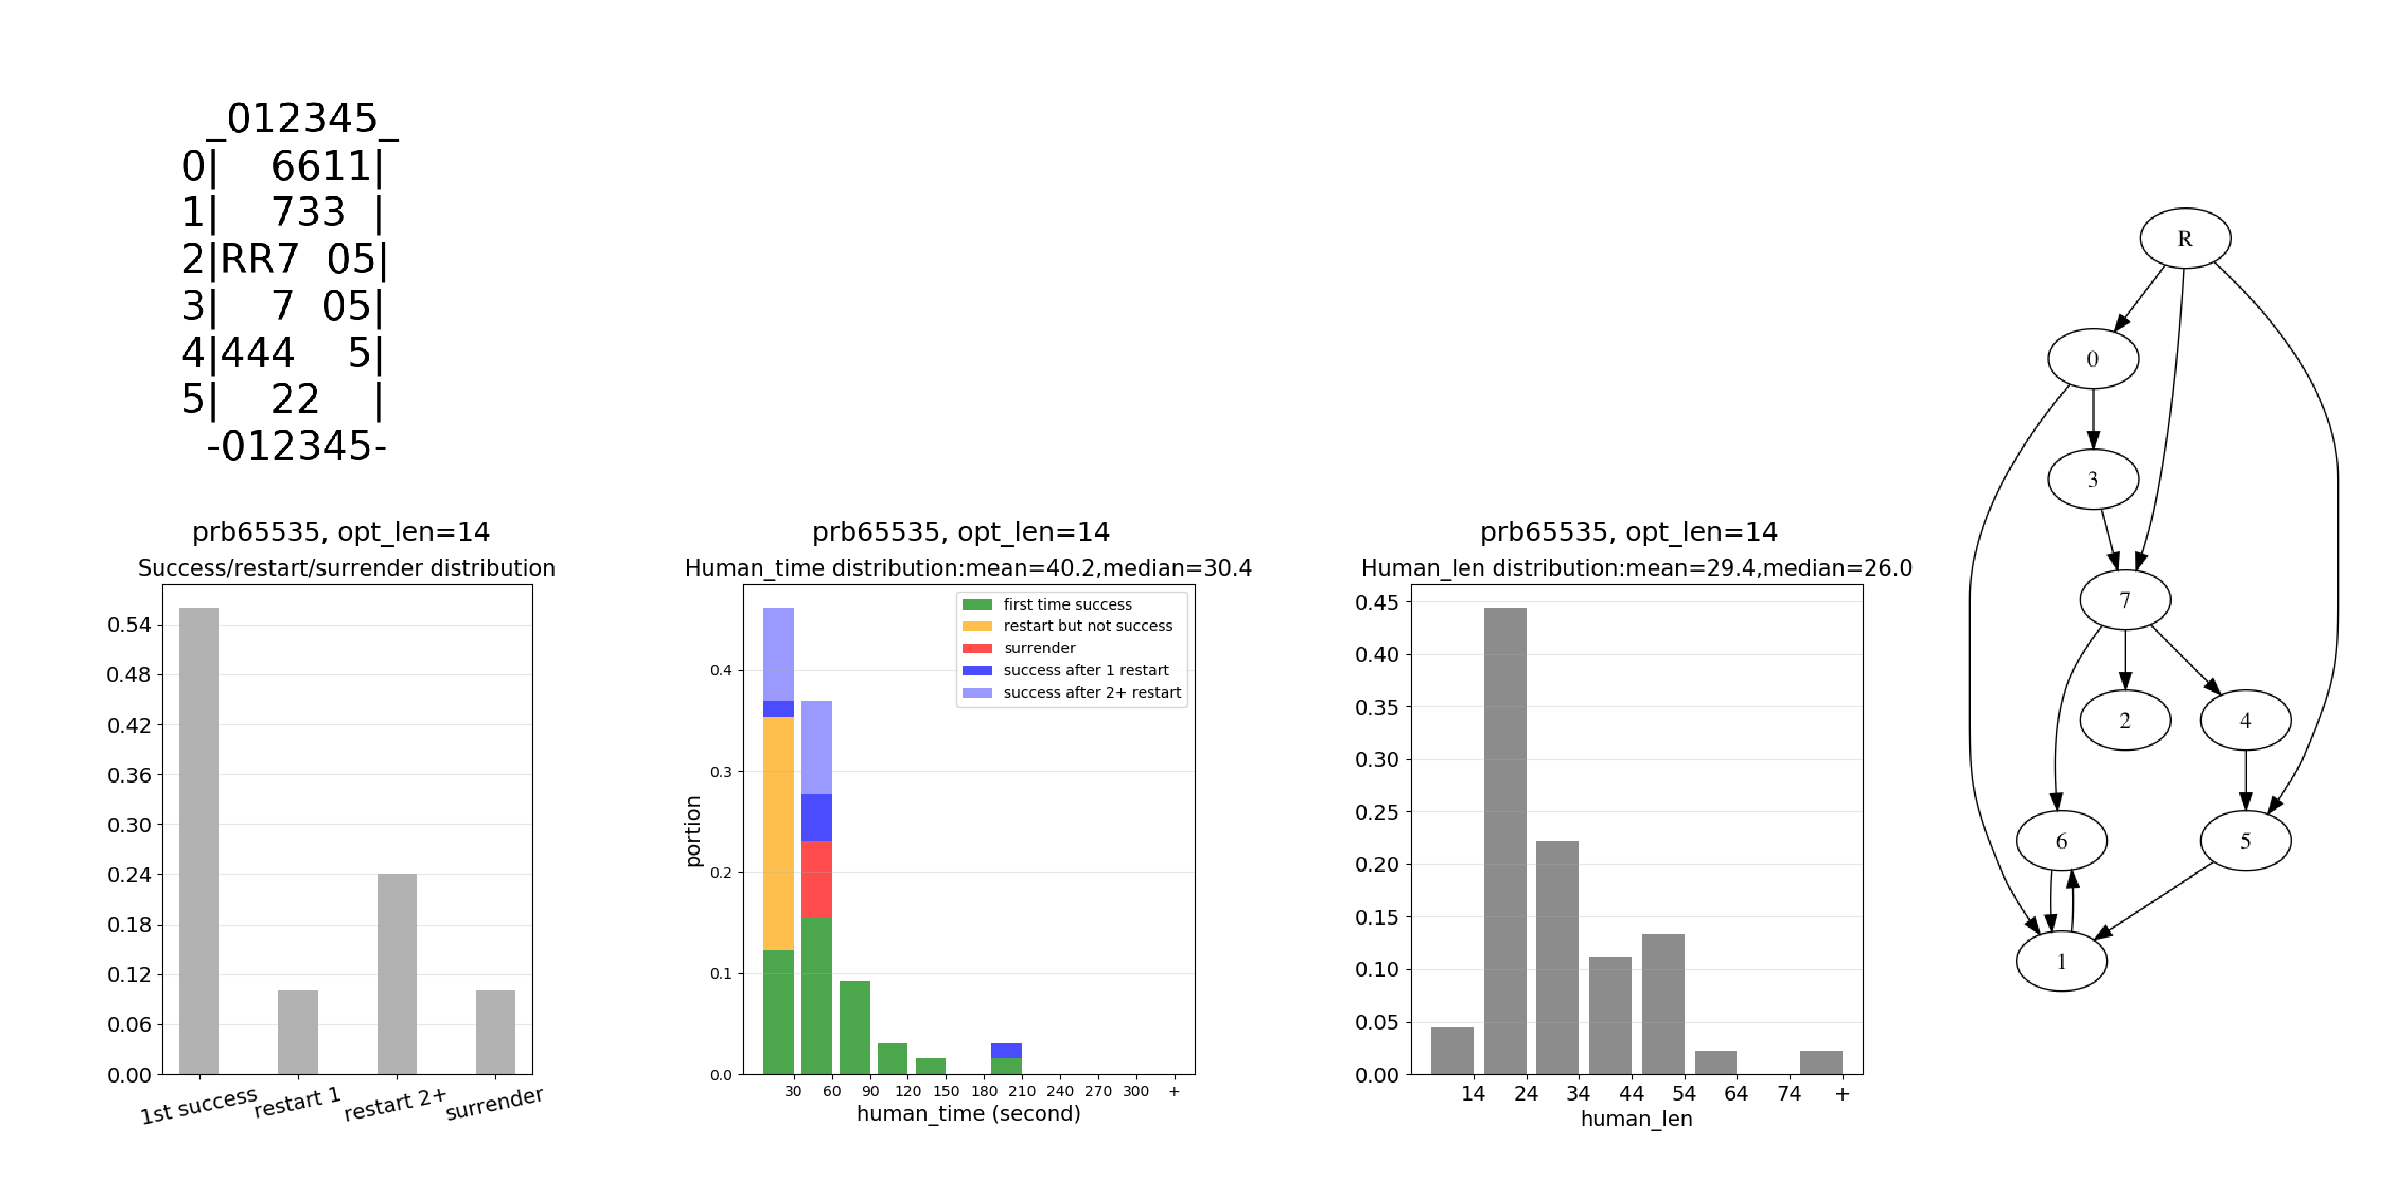 _012345_
0|  6611|
1|  733 |
2|RR7 05|
3|  7 05|
4|444  5|
5|  22  |
-012345-
prb65535, opt_len=14
Success/restart/surrender distribution
0.54
0.48
0.42
0.36
0.30
0.24
0.18
0.12
0.06
0.00
1st success
restart 1
restart 2+
surrender
prb65535, opt_len=14
Human_time distribution:mean=40.2,median=30.4
first time success
restart but not success
surrender
success after 1 restart
success after 2+ restart
portion
0.4
0.3
0.2
0.1
0.0
30 60 90 120 150 180 210 240 270 300 +
human_time (second)
prb65535, opt_len=14
Human_len distribution:mean=29.4,median=26.0
0.45
0.40
0.35
0.30
0.25
0.20
0.15
0.10
0.05
0.00
14 24 34 44 54 64 74 +
human_len
R
0
3
7
2 4
6 5
1